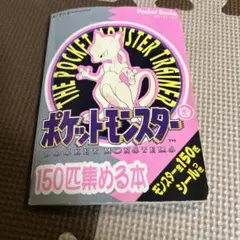 Pocket Books
THE POCKET MONSTER TRAINER
ポケットモンスター
POCKET MONSTERS
150匹集める本
モンスター全150匹
シールつき